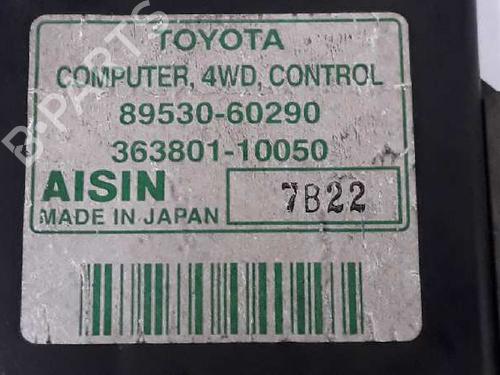 TOYOTA
COMPUTER, 4WD, CONTROL
89530-60290
363801-10050
AISIN
MADE IN JAPAN
7B22
B-PARTS